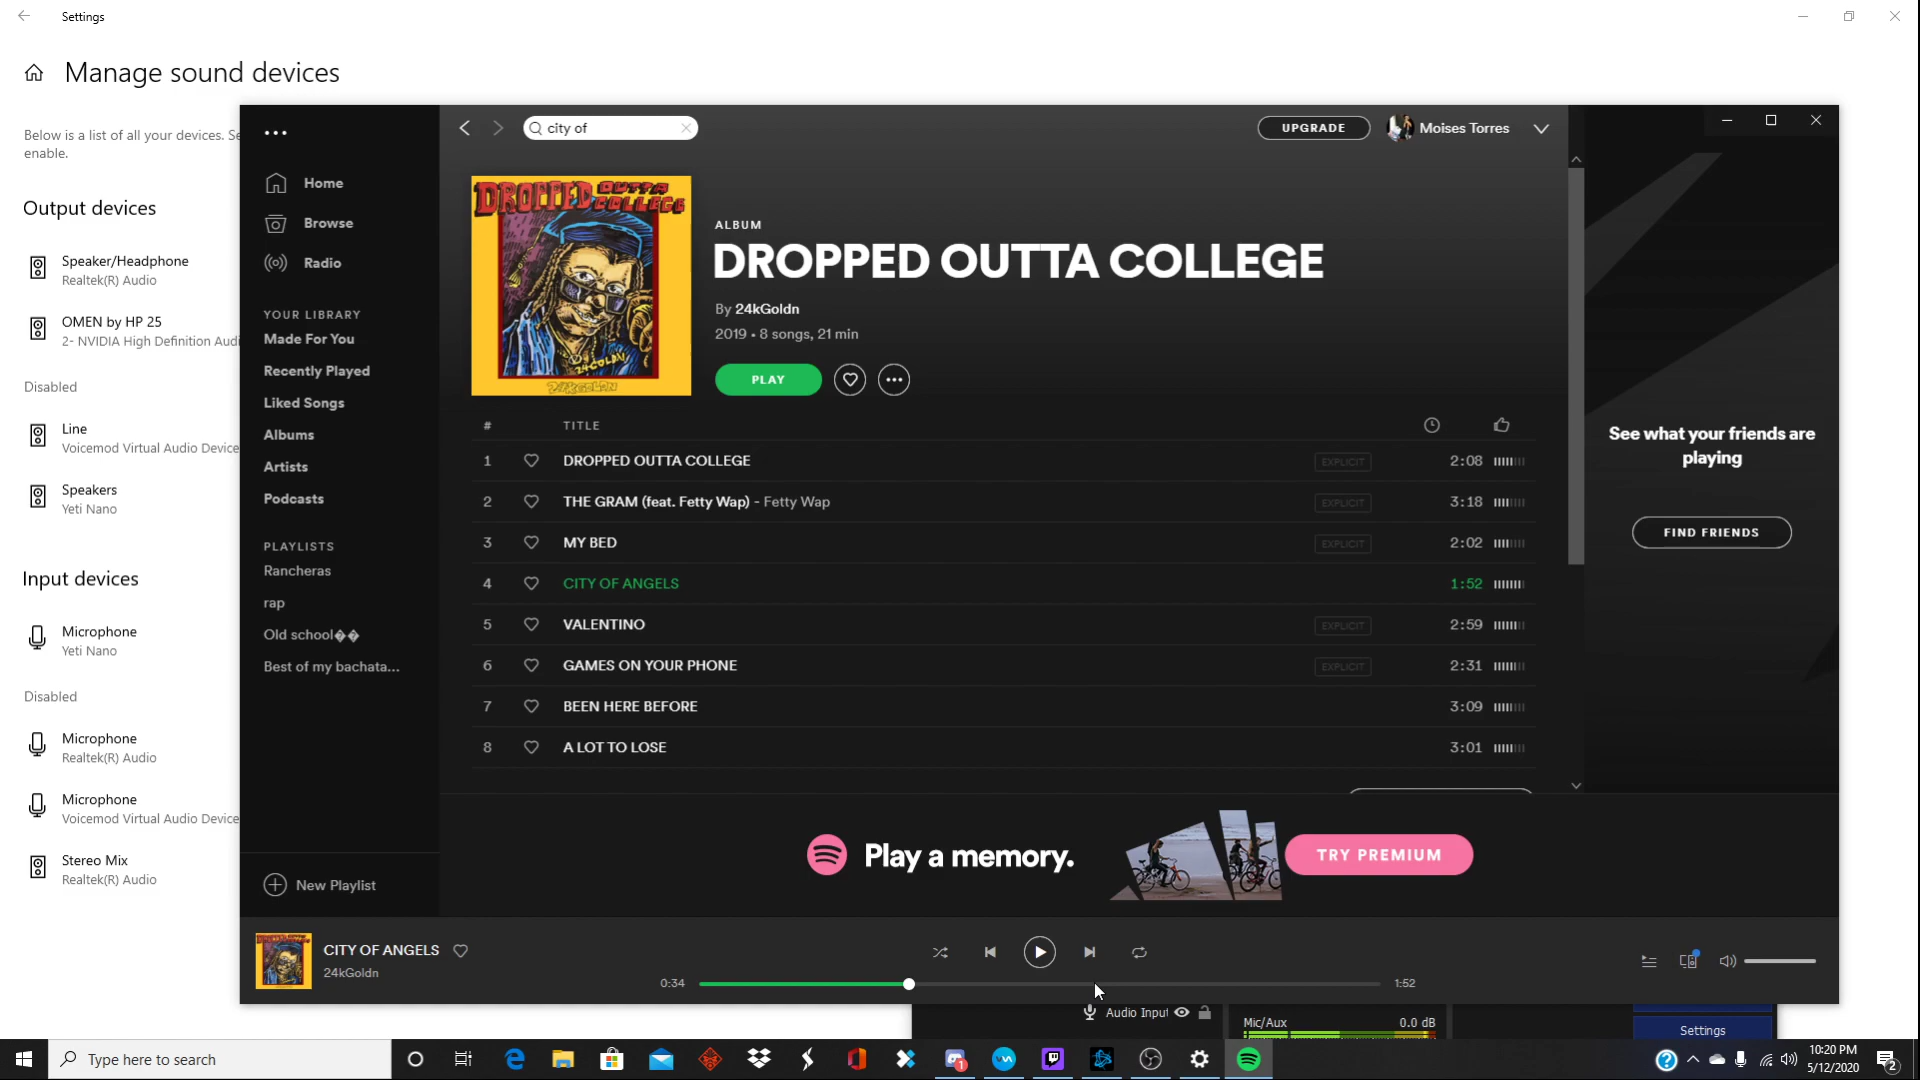 Settings
Manage sound devices
Below is a list of all your devices. Se
enable.
Output devices
Speaker/Headphone
Realtek(R) Audio
OMEN by HP 25
2- NVIDIA High Definition Audi
Disabled
Line
Voicemod Virtual Audio Device
Speakers
Yeti Nano
Input devices
Microphone
Yeti Nano
Disabled
Microphone
Realtek(R) Audio
Microphone
Voicemod Virtual Audio Device
Stereo Mix
Realtek(R) Audio
Home
Browse
Radio
YOUR LIBRARY
Made For You
Recently Played
Liked Songs
Albums
Artists
Podcasts
PLAYLISTS
Rancheras
rap
Old school��
Best of my bachata...
New Playlist
city of
UPGRADE
Moises Torres
DROPPED OUTTA COLLEGE
24KGOLDN
24KGOLDN
ALBUM
DROPPED OUTTA COLLEGE
By 24kGoldn
2019 • 8 songs, 21 min
PLAY
# TITLE
1 DROPPED OUTTA COLLEGE EXPLICIT 2:08
2 THE GRAM (feat. Fetty Wap) - Fetty Wap EXPLICIT 3:18
3 MY BED EXPLICIT 2:02
4 CITY OF ANGELS 1:52
5 VALENTINO EXPLICIT 2:59
6 GAMES ON YOUR PHONE EXPLICIT 2:31
7 BEEN HERE BEFORE 3:09
8 A LOT TO LOSE 3:01
See what your friends are
playing
FIND FRIENDS
Play a memory.
TRY PREMIUM
CITY OF ANGELS
24kGoldn
0:34
1:52
Audio Input
Mic/Aux 0.0 dB
Settings
Type here to search
1
10:20 PM
5/12/2020
2